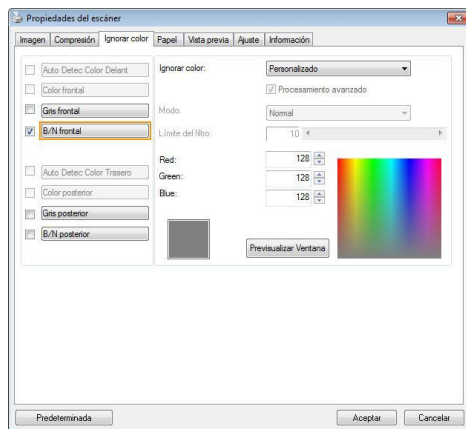 Propiedades del escáner
Imagen Compresión Ignorar color Papel Vista previa Ajuste Información
Auto Detec Color Delant
Color frontal
Gris frontal
B/N frontal
Auto Detec Color Trasero
Color posterior
Gris posterior
B/N posterior
Ignorar color: Personalizado
Procesamiento avanzado
Modo: Normal
Límite del filtro: 10
Red: 128
Green: 128
Blue: 128
Previsualizar Ventana
Predeterminada Aceptar Cancelar